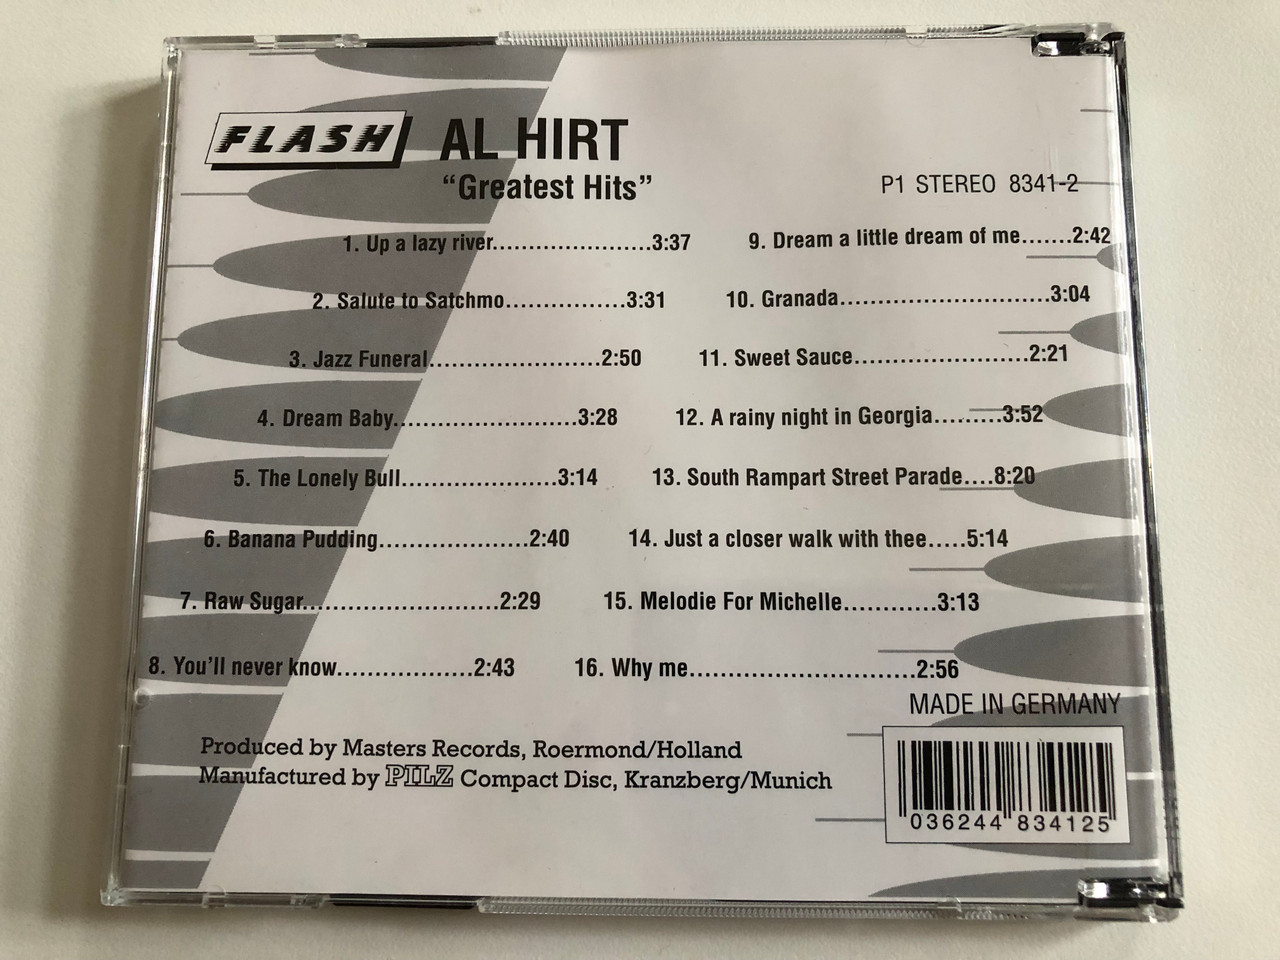 FLASH
AL HIRT
“Greatest Hits”
P1 STEREO 8341-2
1. Up a lazy river......................3:37
2. Salute to Satchmo................3:31
3. Jazz Funeral.......................2:50
4. Dream Baby.........................3:28
5. The Lonely Bull.....................3:14
6. Banana Pudding....................2:40
7. Raw Sugar..........................2:29
8. You'll never know..................2:43
9. Dream a little dream of me.......2:42
10. Granada............................3:04
11. Sweet Sauce.......................2:21
12. A rainy night in Georgia.........3:52
13. South Rampart Street Parade....8:20
14. Just a closer walk with thee.....5:14
15. Melodie For Michelle............3:13
16. Why me..............................2:56
MADE IN GERMANY
Produced by Masters Records, Roermond/Holland
Manufactured by PILZ Compact Disc, Kranzberg/Munich
036244 834125